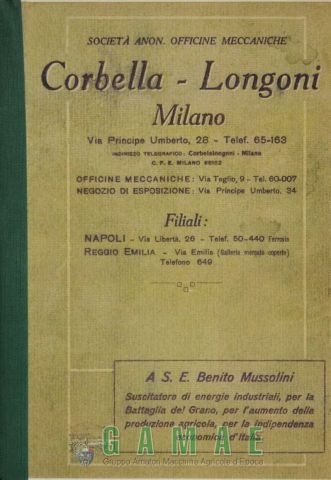 SOCIETÀ ANON. OFFICINE MECCANICHE
Corbella - Longoni
Milano
Via Principe Umberto, 28 - Telef. 65-163
INDIRIZZO TELEGRAFICO: Corbelalongoni - Milano
C. P. E. MILANO
OFFICINE MECCANICHE: Via Teglio, 9 - Tel. 60-007
NEGOZIO DI ESPOSIZIONE: Via Principe Umberto, 34
Filiali:
NAPOLI - Via Libertà, 26 - Telef. 50-440 Ferrovia
REGGIO EMILIA - Via Emilia (Galleria mercato coperto)
Telefono 649
A S. E. Benito Mussolini
Suscitatore di energie industriali, per la
Battaglia del Grano, per l'aumento della
produzione agricola, per la indipendenza
economica d'Italia.
GAMAE
Gruppo Amatori Macchine Agricole d'Epoca